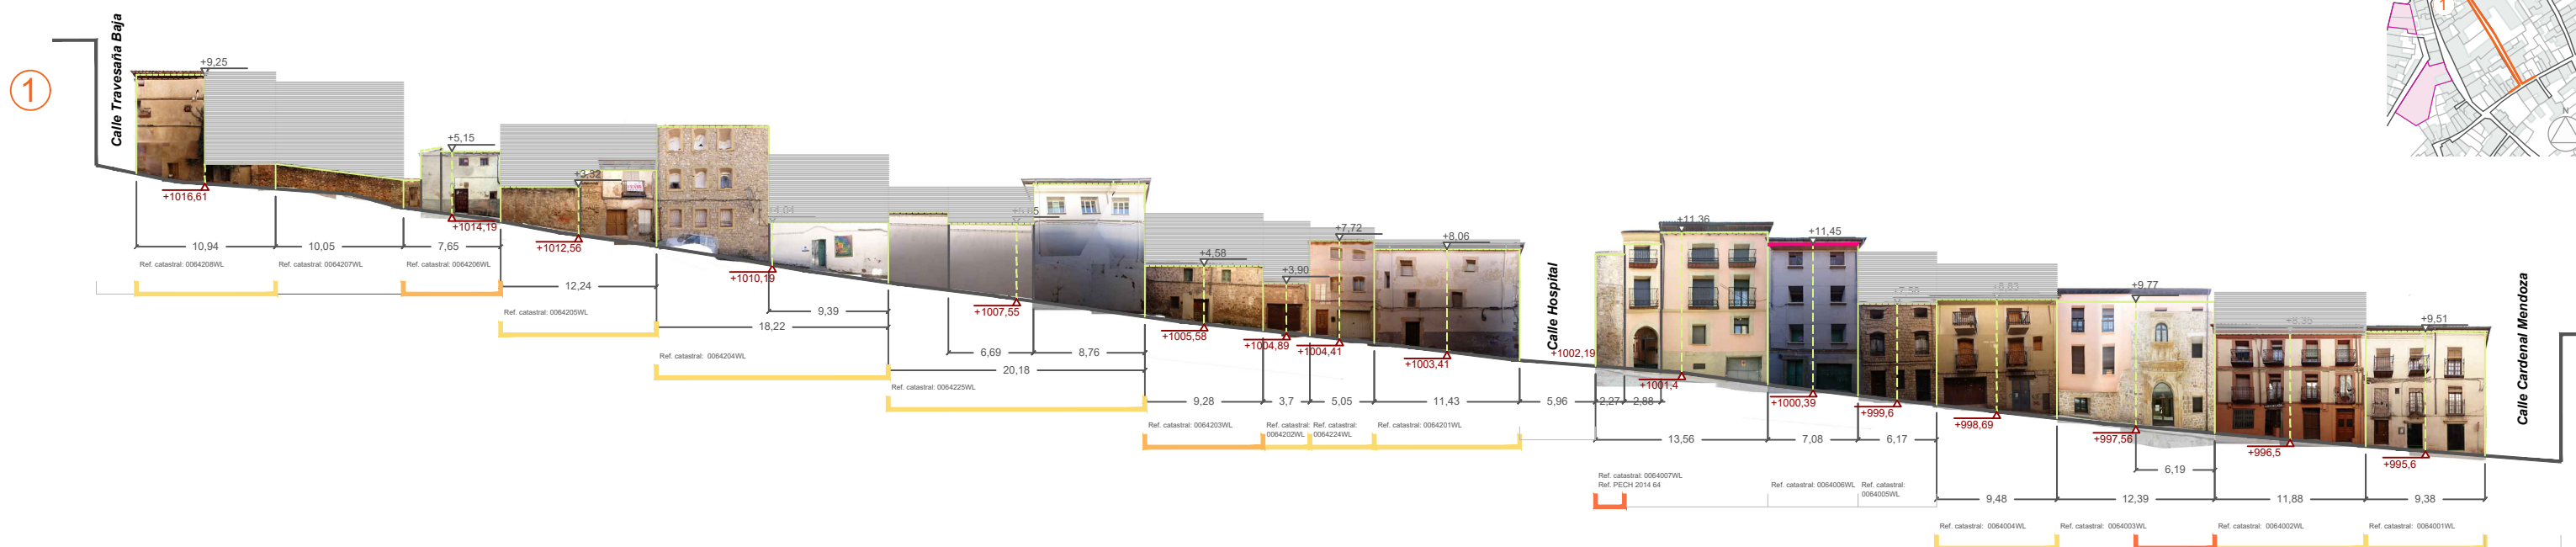 1
Calle Travesaña Baja
+9,25
+1016,61
10,94
10,05
7,65
Ref. catastral: 0064208WL
Ref. catastral: 0064207WL
Ref. catastral: 0064206WL
+5,15
+1014,19
+3,32
+1012,56
12,24
Ref. catastral: 0064205WL
+4,04
+1010,19
9,39
18,22
Ref. catastral: 0064204WL
+1007,55
6,69
8,76
20,18
Ref. catastral: 0064225WL
+4,58
+1005,58
+3,90
+1004,89
+7,72
+1004,41
+8,06
+1003,41
9,28
3,7
5,05
11,43
5,96
Ref. catastral: 0064203WL
Ref. catastral:
0064202WL
Ref. catastral:
0064224WL
Ref. catastral: 0064201WL
Calle Hospital
+1002,19
+11,36
+1001,4
2,27
2,88
+11,45
+1000,39
13,56
7,08
6,17
Ref. catastral: 0064007WL
Ref. PECH 2014 64
Ref. catastral: 0064006WL
Ref. catastral:
0064005WL
+999,6
+998,69
+9,77
+997,56
6,19
+996,5
+9,51
+995,6
9,48
12,39
11,88
9,38
Ref. catastral: 0064004WL
Ref. catastral: 0064003WL
Ref. catastral: 0064002WL
Ref. catastral: 0064001WL
Calle Cardenal Mendoza
1
N